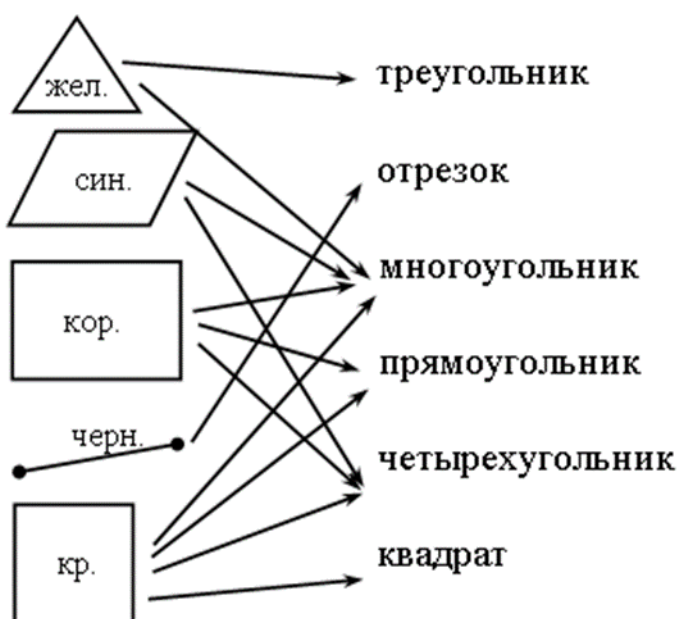 жел.
треугольник
син.
отрезок
многоугольник
кор.
прямоугольник
черн.
четырехугольник
кр.
квадрат